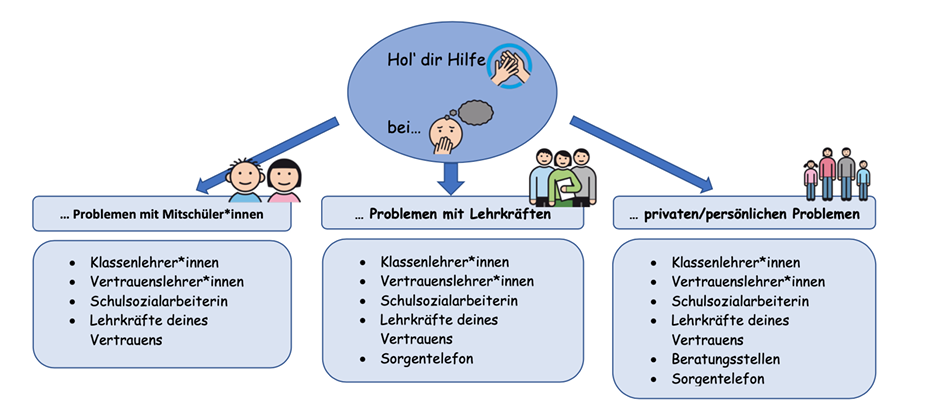 Hol' dir Hilfe
bei...
... Problemen mit Mitschüler*innen
• Klassenlehrer*innen
• Vertrauenslehrer*innen
• Schulsozialarbeiterin
• Lehrkräfte deines
Vertrauens
... Problemen mit Lehrkräften
• Klassenlehrer*innen
• Vertrauenslehrer*innen
• Schulsozialarbeiterin
• Lehrkräfte deines
Vertrauens
• Sorgentelefon
... privaten/persönlichen Problemen
• Klassenlehrer*innen
• Vertrauenslehrer*innen
• Schulsozialarbeiterin
• Lehrkräfte deines
Vertrauens
• Beratungsstellen
• Sorgentelefon